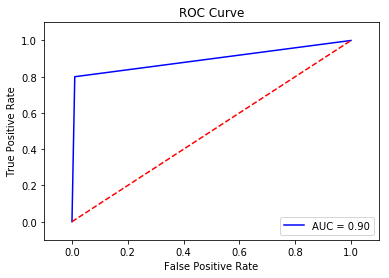 ROC Curve
True Positive Rate
1.0
0.8
0.6
0.4
0.2
0.0
AUC = 0.90
0.0 0.2 0.4 0.6 0.8 1.0
False Positive Rate